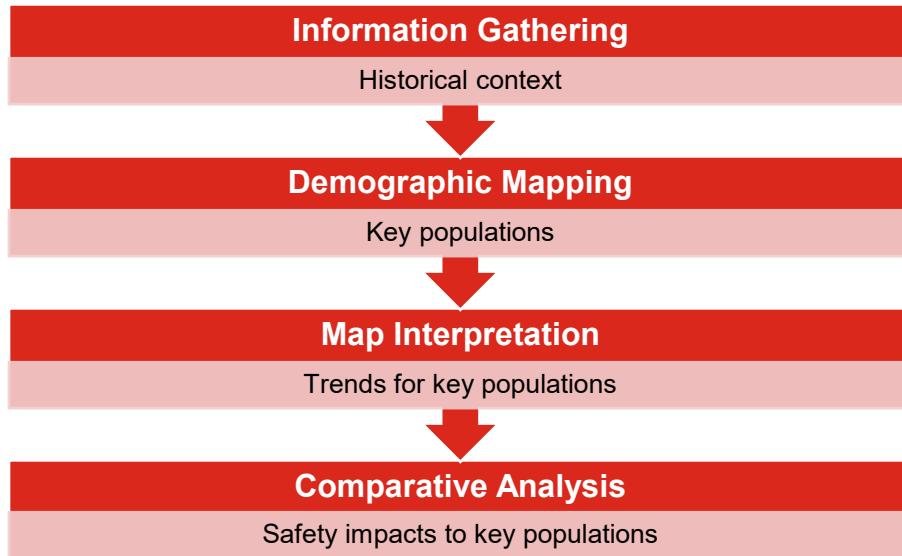 Information Gathering
Historical context
Demographic Mapping
Key populations
Map Interpretation
Trends for key populations
Comparative Analysis
Safety impacts to key populations